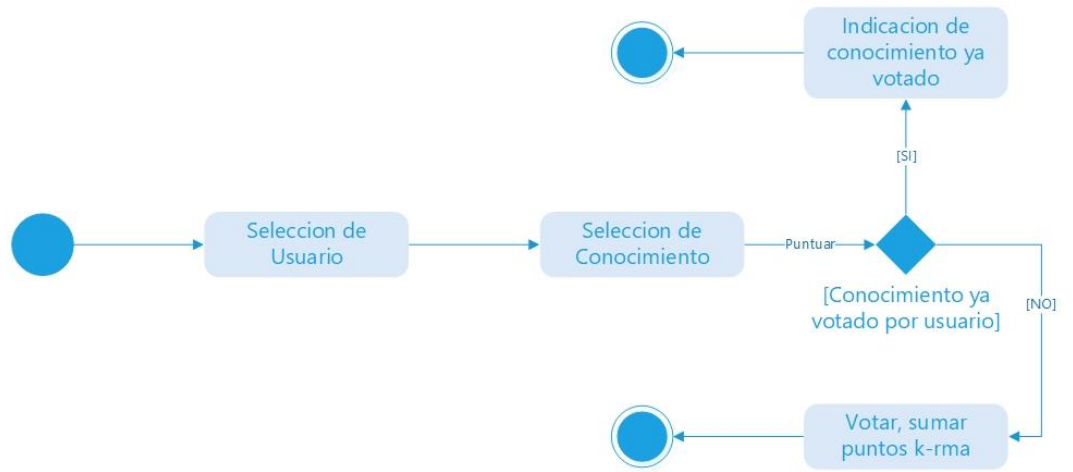 Indicacion de
conocimiento ya
votado
[SI]
Seleccion de
Usuario
Seleccion de
Conocimiento
Puntuar
[Conocimiento ya
votado por usuario]
[NO]
Votar, sumar
puntos k-rma